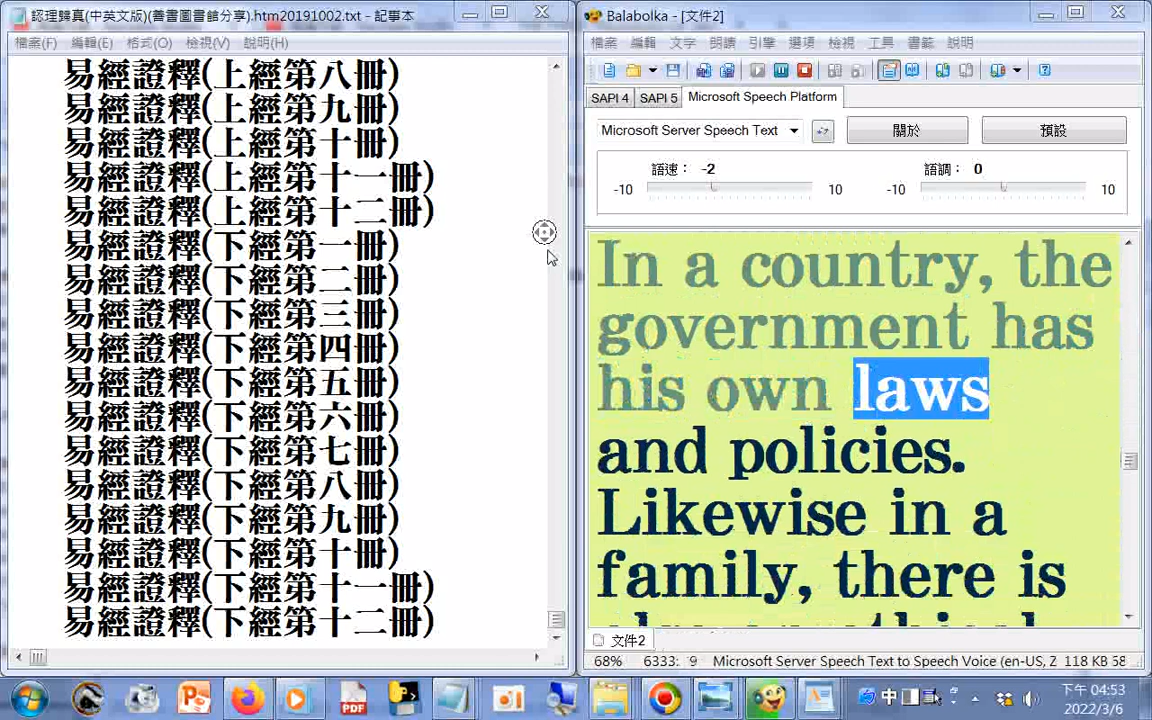 認理歸真(中英文版)(善書圖書館分享).htm20191002.txt - 記事本
檔案(F) 編輯(E) 格式(O) 檢視(V) 說明(H)
易經證釋(上經第八冊)
易經證釋(上經第九冊)
易經證釋(上經第十冊)
易經證釋(上經第十一冊)
易經證釋(上經第十二冊)
易經證釋(下經第一冊)
易經證釋(下經第二冊)
易經證釋(下經第三冊)
易經證釋(下經第四冊)
易經證釋(下經第五冊)
易經證釋(下經第六冊)
易經證釋(下經第七冊)
易經證釋(下經第八冊)
易經證釋(下經第九冊)
易經證釋(下經第十冊)
易經證釋(下經第十一冊)
易經證釋(下經第十二冊)
Balabolka - [文件2]
檔案 編輯 文字 朗讀 引擎 選項 檢視 工具 書籤 說明
SAPI 4 SAPI 5 Microsoft Speech Platform
Microsoft Server Speech Text 關於 預設
語速： -2 語調： 0
-10 10 -10 10
In a country, the
government has
his own laws
and policies.
Likewise in a
family, there is
文件2
68% 6333: 9 Microsoft Server Speech Text to Speech Voice (en-US, Z 118 KB 58
中 下午 04:53
2022/3/6